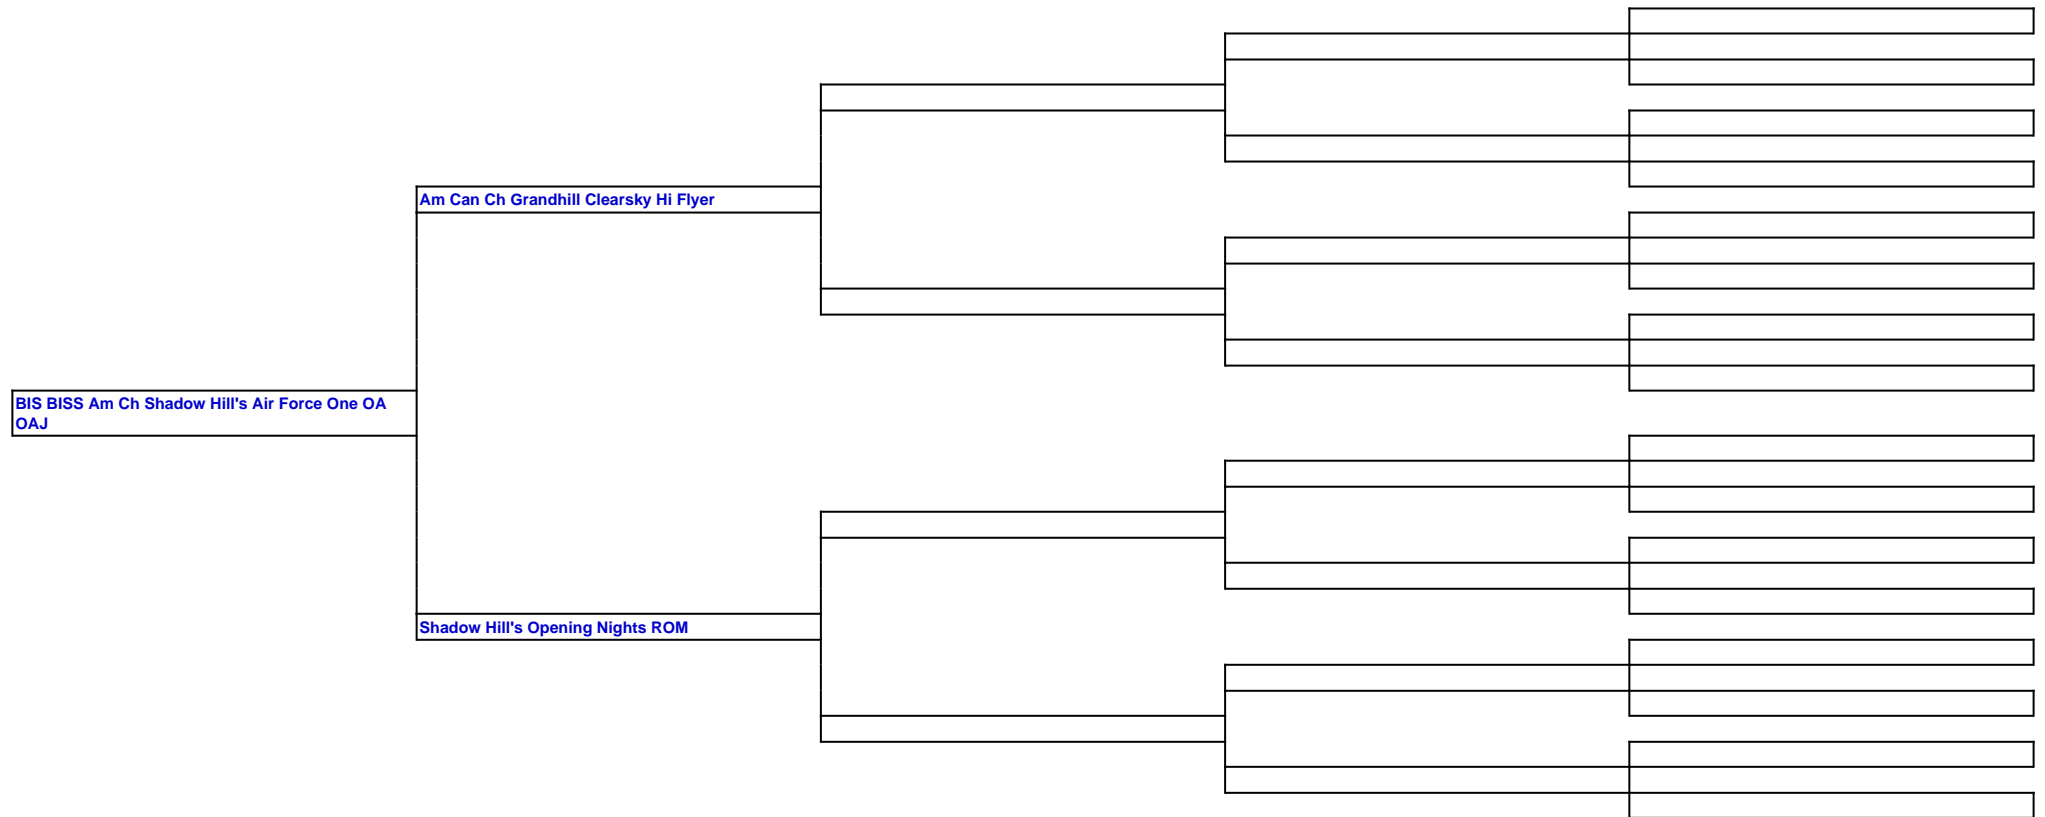 Am Can Ch Grandhill Clearsky Hi Flyer
BIS BISS Am Ch Shadow Hill's Air Force One OA
OAJ
Shadow Hill's Opening Nights ROM